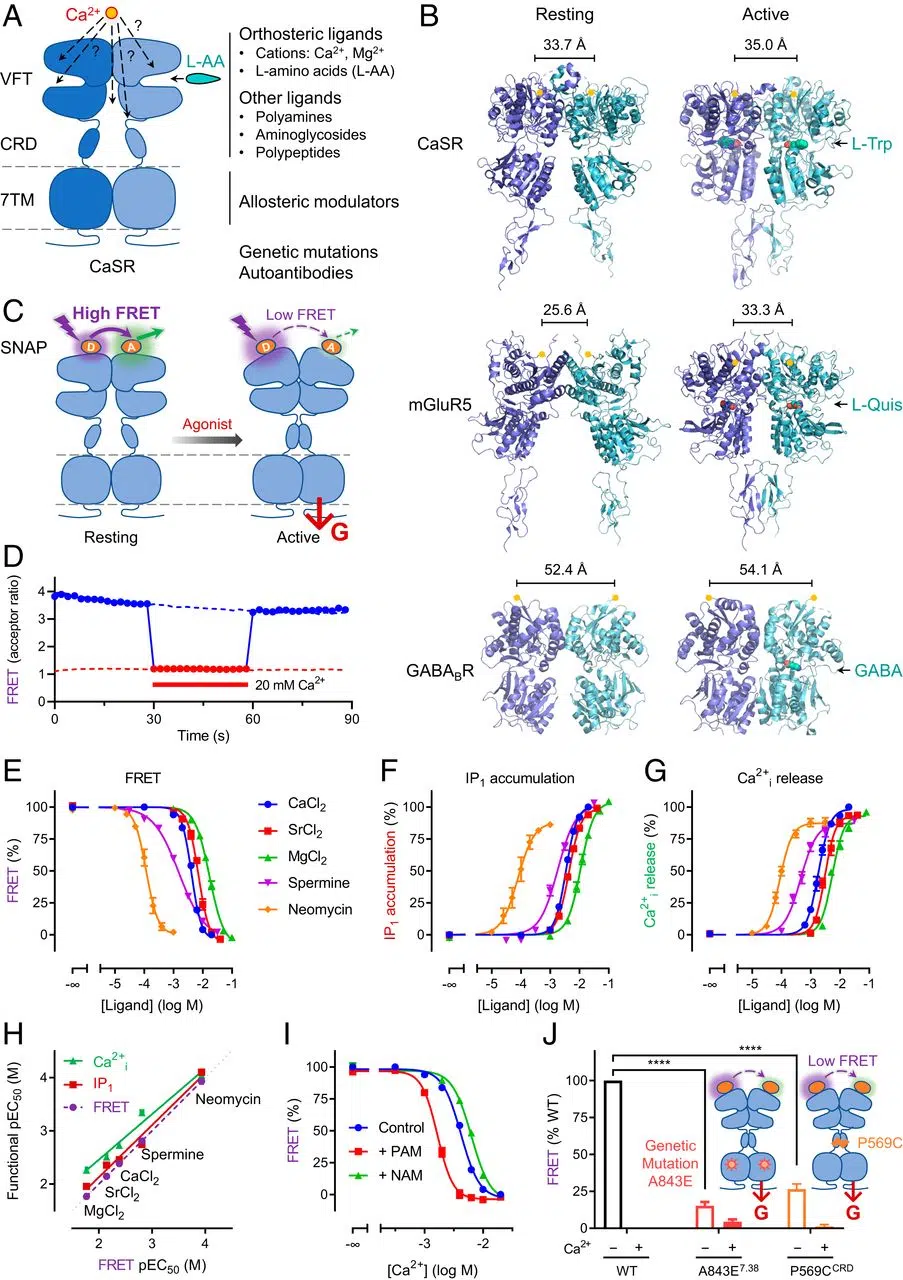 A
Ca²⁺
? ? ?
VFT
L-AA
CRD
7TM
CaSR
Orthosteric ligands
• Cations: Ca²⁺, Mg²⁺
• L-amino acids (L-AA)
Other ligands
• Polyamines
• Aminoglycosides
• Polypeptides
Allosteric modulators
Genetic mutations
Autoantibodies
B
Resting Active
33.7 Å 35.0 Å
CaSR
L-Trp
25.6 Å 33.3 Å
mGluR5
L-Quis
52.4 Å 54.1 Å
GABA_BR
GABA
C
High FRET Low FRET
SNAP
D A D A
Agonist
Resting Active
G
D
FRET (acceptor ratio)
4
3
2
1
0
20 mM Ca²⁺
0 30 60 90
Time (s)
E
FRET
FRET (%)
100
75
50
25
0
-∞ -5 -4 -3 -2 -1
[Ligand] (log M)
CaCl₂
SrCl₂
MgCl₂
Spermine
Neomycin
F
IP₁ accumulation
IP₁ accumulation (%)
100
75
50
25
0
-∞ -5 -4 -3 -2 -1
[Ligand] (log M)
G
Ca²⁺ᵢ release
Ca²⁺ᵢ release (%)
100
75
50
25
0
-∞ -5 -4 -3 -2 -1
[Ligand] (log M)
H
Functional pEC₅₀ (M)
4
3
2
Ca²⁺ᵢ
IP₁
FRET
Neomycin
Spermine
CaCl₂
SrCl₂
MgCl₂
2 3 4
FRET pEC₅₀ (M)
I
FRET (%)
100
75
50
25
0
Control
+ PAM
+ NAM
-∞ -3 -2
[Ca²⁺] (log M)
J
FRET (% WT)
100
75
50
25
0
****
****
Low FRET
Genetic
Mutation
A843E
P569C
G G
Ca²⁺ – + – + – +
WT A843E⁷·³⁸ P569Cᶜᴿᴰ